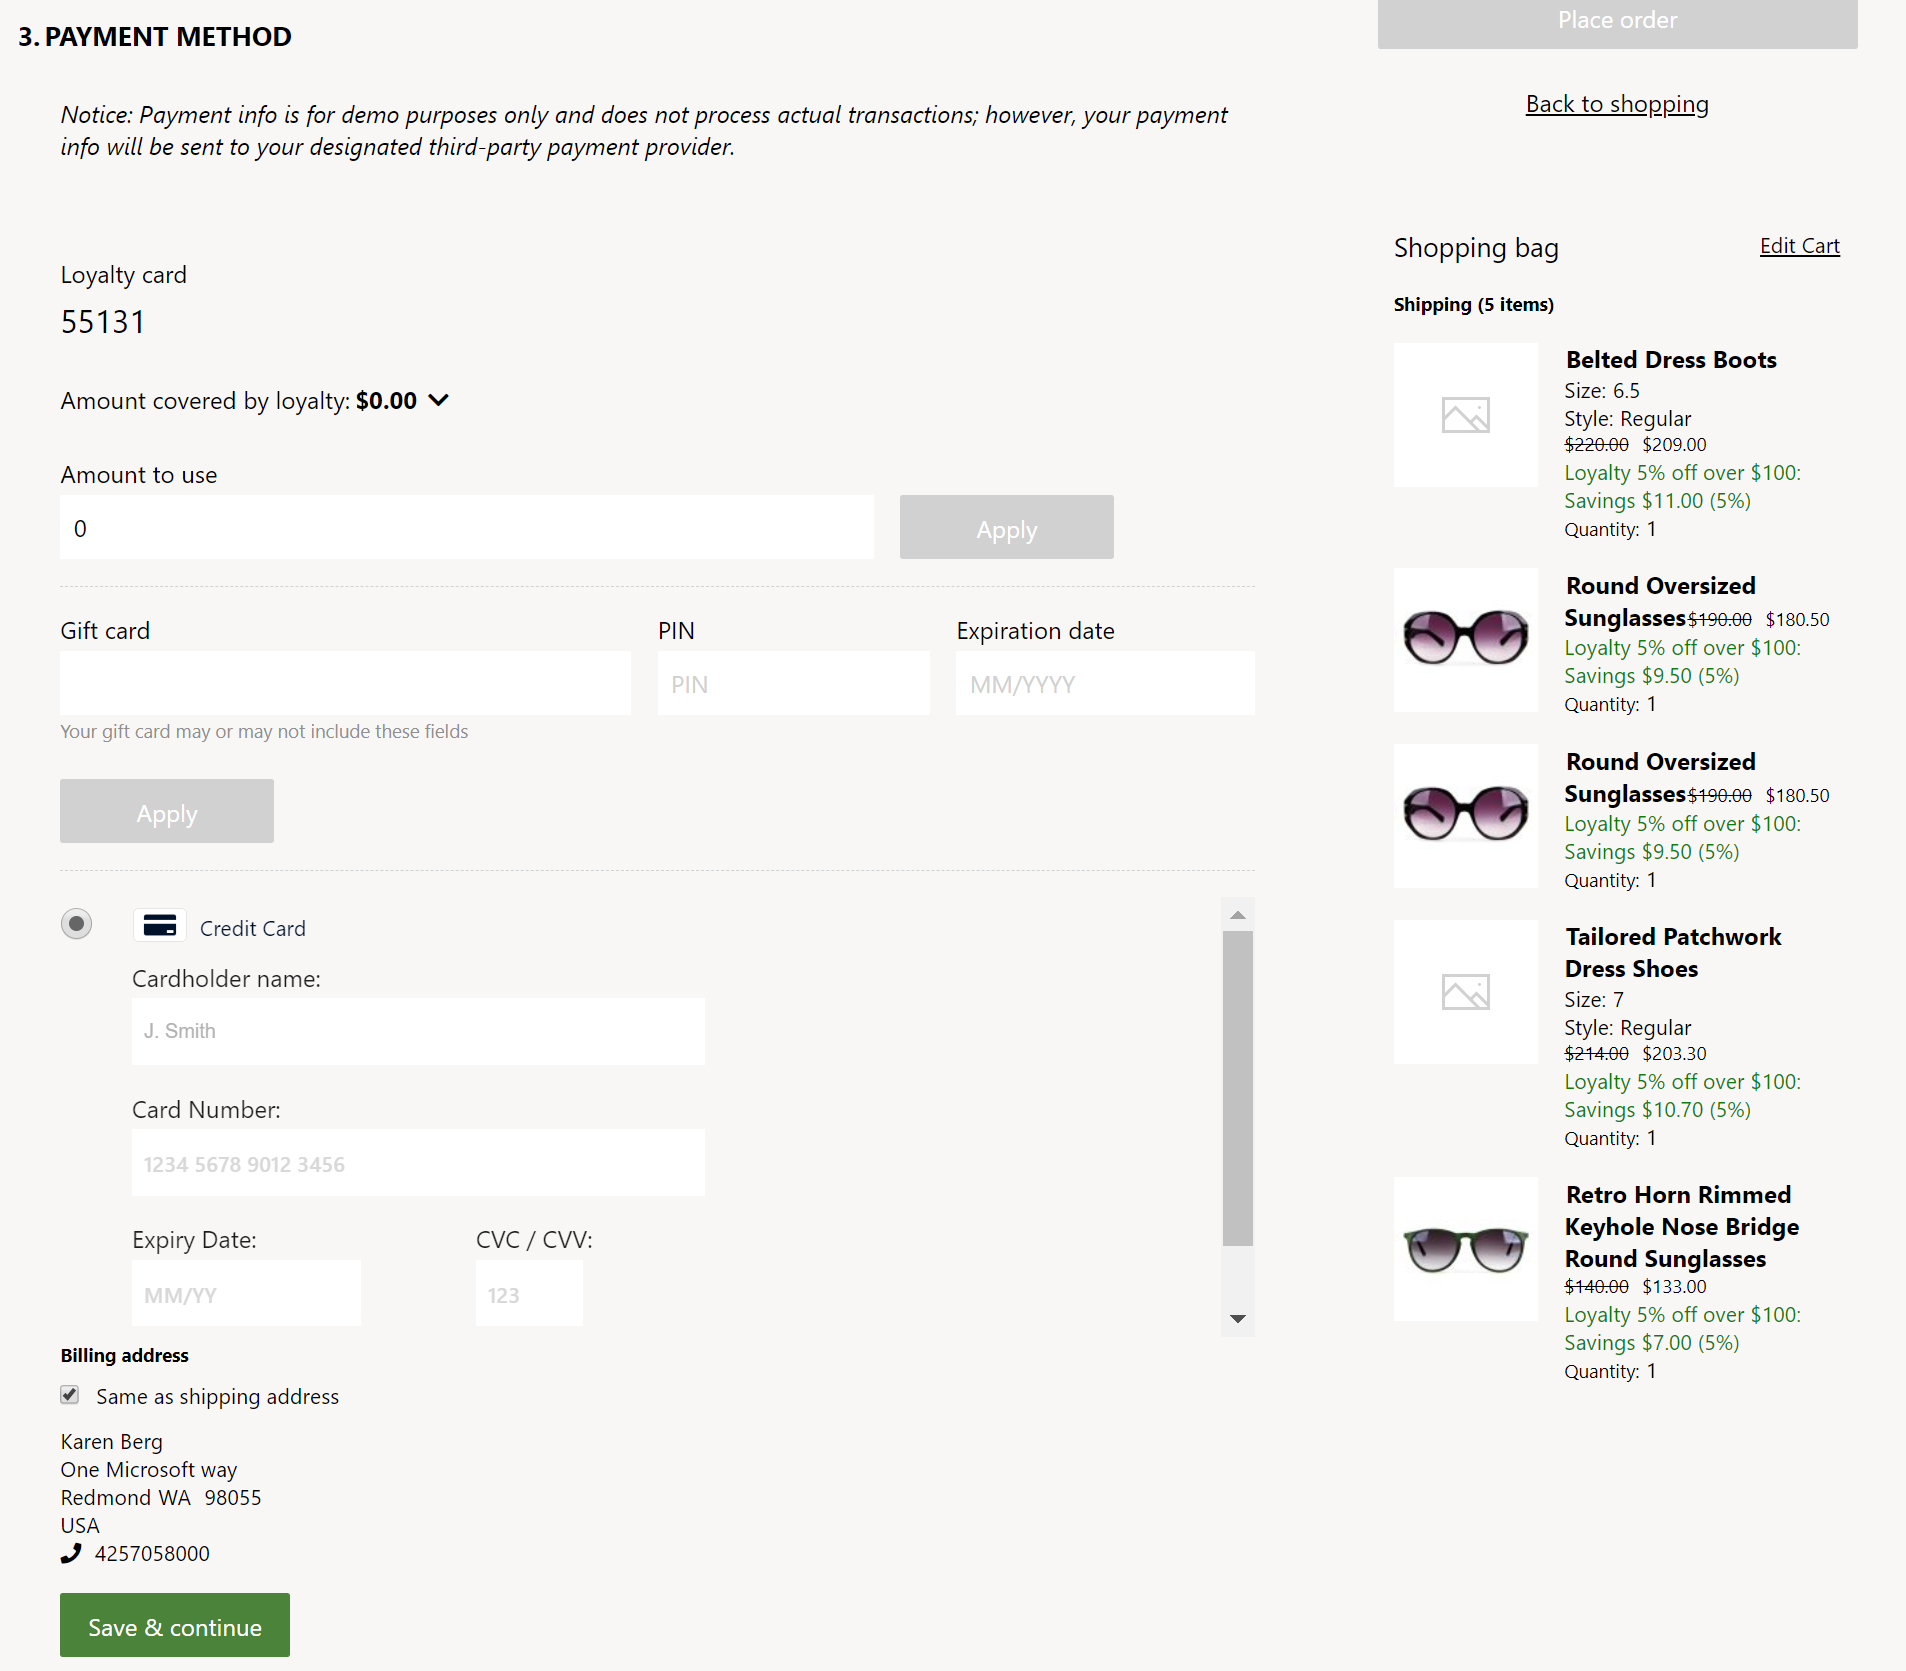 3. PAYMENT METHOD
Notice: Payment info is for demo purposes only and does not process actual transactions; however, your payment
info will be sent to your designated third-party payment provider.
Loyalty card
55131
Amount covered by loyalty: $0.00
Amount to use
0
Apply
Gift card
PIN
Expiration date
PIN
MM/YYYY
Your gift card may or may not include these fields
Apply
Credit Card
Cardholder name:
J. Smith
Card Number:
1234 5678 9012 3456
Expiry Date:
CVC / CVV:
MM/YY
123
Billing address
Same as shipping address
Karen Berg
One Microsoft way
Redmond WA 98055
USA
4257058000
Save & continue
Place order
Back to shopping
Shopping bag
Edit Cart
Shipping (5 items)
Belted Dress Boots
Size: 6.5
Style: Regular
$220.00 $209.00
Loyalty 5% off over $100:
Savings $11.00 (5%)
Quantity: 1
Round Oversized
Sunglasses$190.00 $180.50
Loyalty 5% off over $100:
Savings $9.50 (5%)
Quantity: 1
Round Oversized
Sunglasses$190.00 $180.50
Loyalty 5% off over $100:
Savings $9.50 (5%)
Quantity: 1
Tailored Patchwork
Dress Shoes
Size: 7
Style: Regular
$214.00 $203.30
Loyalty 5% off over $100:
Savings $10.70 (5%)
Quantity: 1
Retro Horn Rimmed
Keyhole Nose Bridge
Round Sunglasses
$140.00 $133.00
Loyalty 5% off over $100:
Savings $7.00 (5%)
Quantity: 1